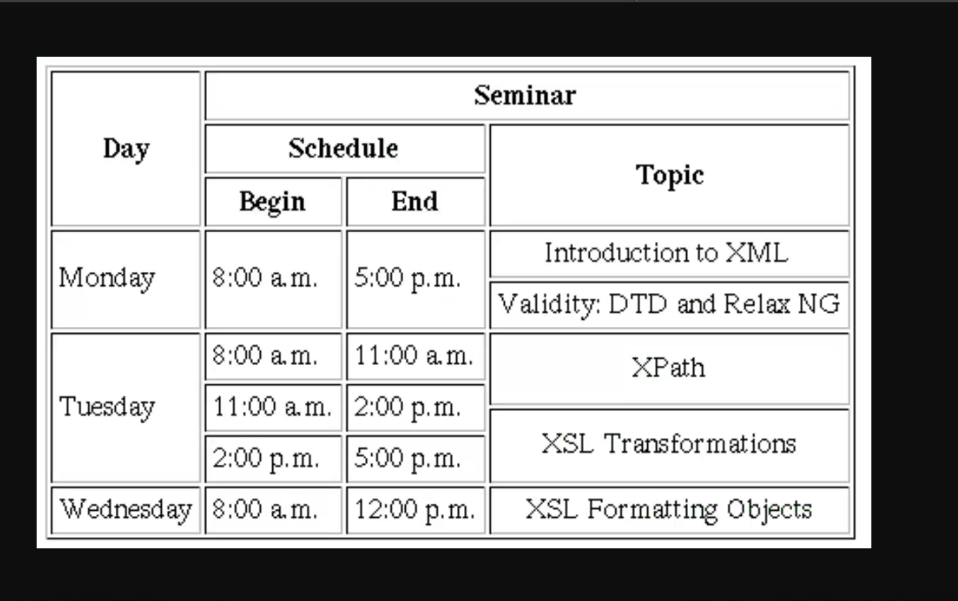 Seminar
Day Schedule Topic
Begin End
Monday 8:00 a.m. 5:00 p.m. Introduction to XML
Validity: DTD and Relax NG
Tuesday 8:00 a.m. 11:00 a.m. XPath
11:00 a.m. 2:00 p.m.
XSL Transformations
2:00 p.m. 5:00 p.m.
Wednesday 8:00 a.m. 12:00 p.m. XSL Formatting Objects